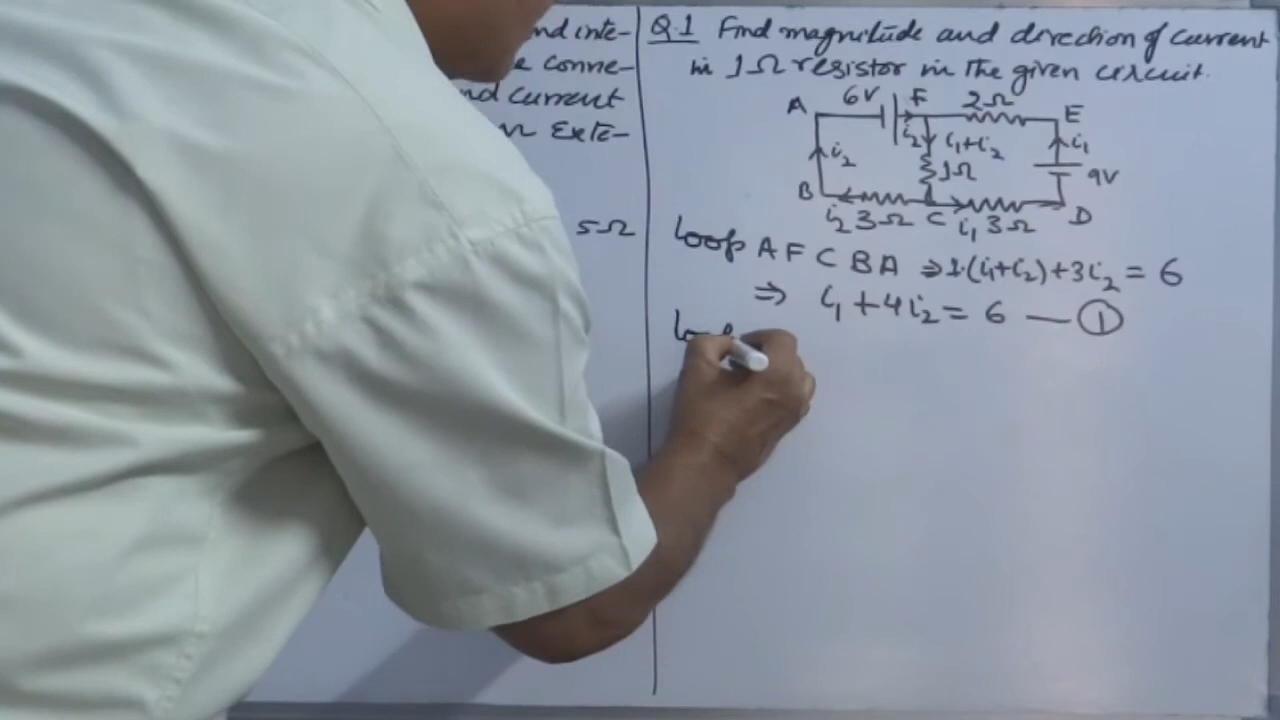 nd inte-
e conne-
nd current
n Exte-
5Ω
Q.1 Find magnitude and direction of current
in 1Ω resistor in the given circuit.
A 6V F 2Ω E
i₂ i₂ i₁+i₂ i₁
1Ω 9V
B i₂ 3Ω C i₁ 3Ω D
Loop A F C B A ⇒ 1.(i₁+i₂)+3i₂ = 6
⇒ i₁ + 4i₂ = 6 — ①